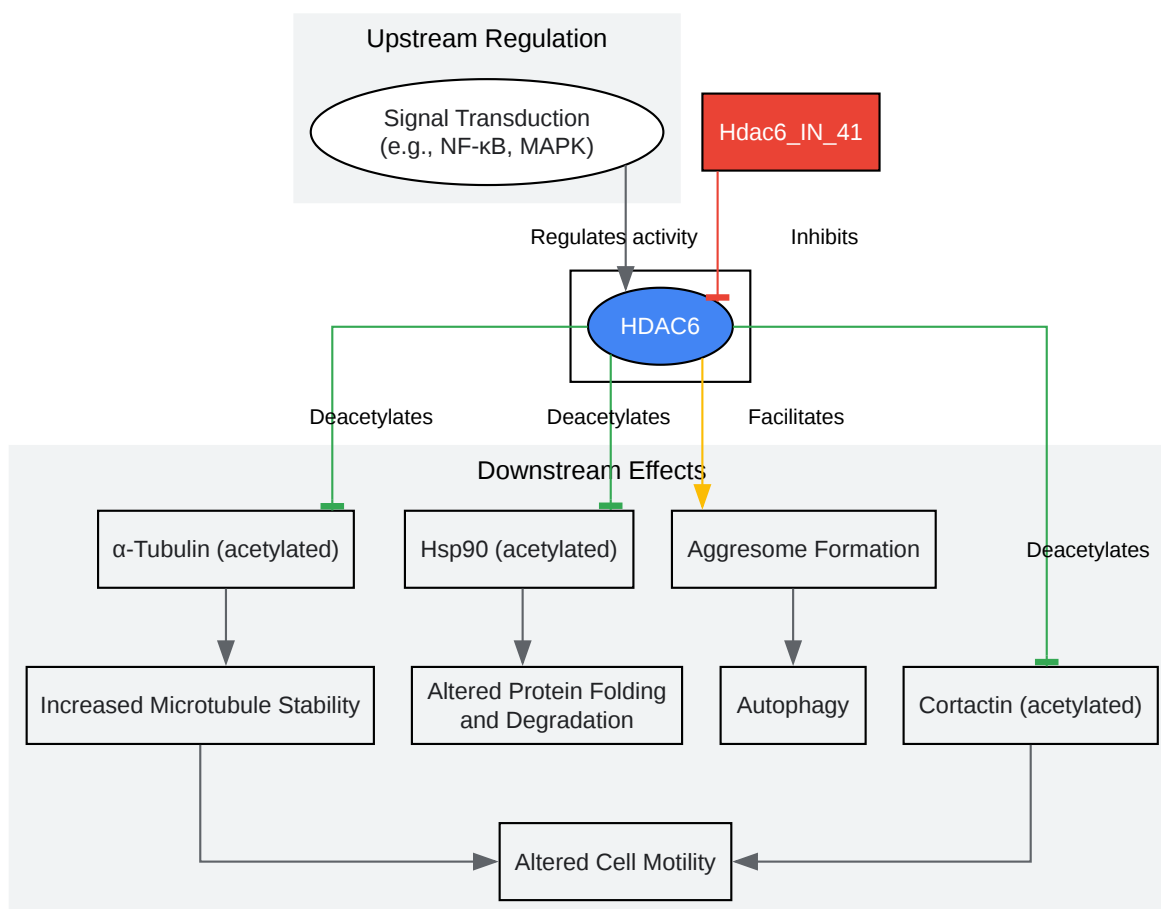 Upstream Regulation
Signal Transduction
(e.g., NF-κB, MAPK)
Hdac6_IN_41
Regulates activity
Inhibits
HDAC6
Deacetylates
Deacetylates
Facilitates
Downstream Effects
α-Tubulin (acetylated)
Hsp90 (acetylated)
Aggresome Formation
Deacetylates
Increased Microtubule Stability
Altered Protein Folding
and Degradation
Autophagy
Cortactin (acetylated)
Altered Cell Motility